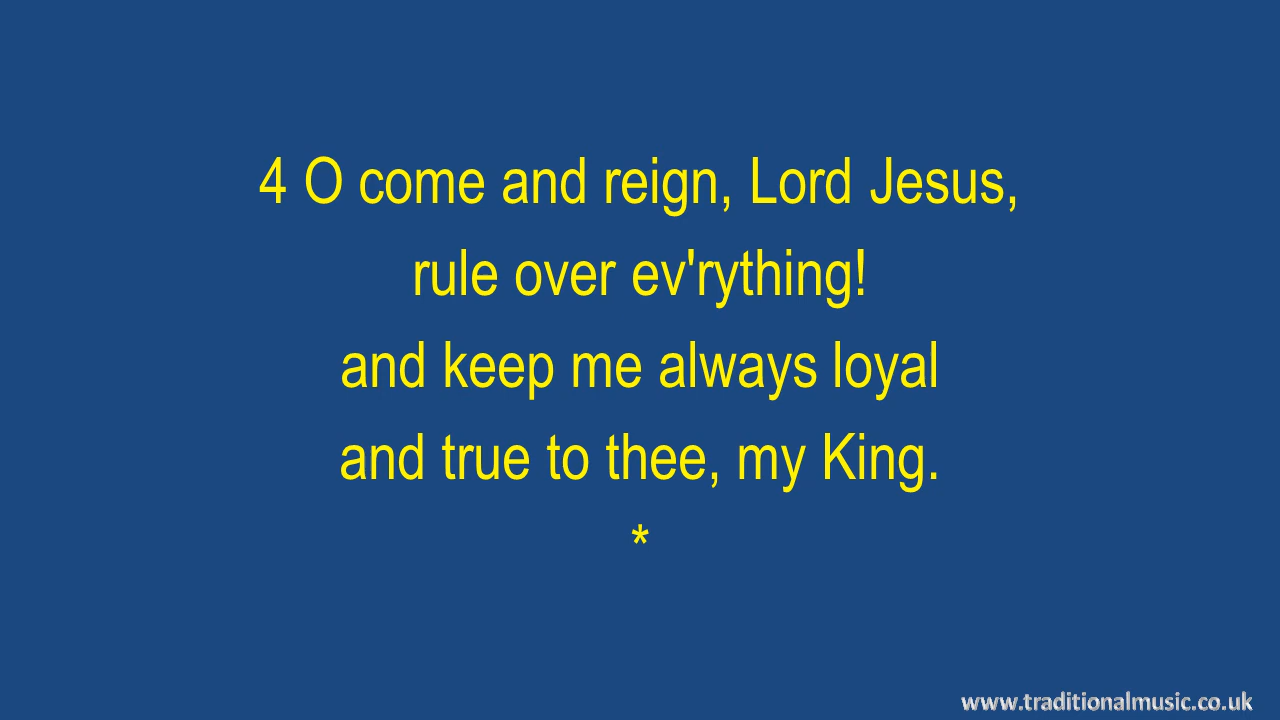 4 O come and reign, Lord Jesus,
rule over ev'rything!
and keep me always loyal
and true to thee, my King.
*
www.traditionalmusic.co.uk